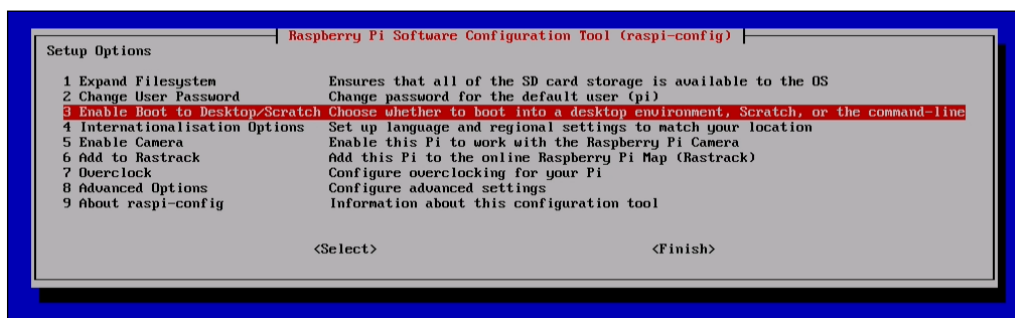 Raspberry Pi Software Configuration Tool (raspi-config)
Setup Options
1 Expand Filesystem Ensures that all of the SD card storage is available to the OS
2 Change User Password Change password for the default user (pi)
3 Enable Boot to Desktop/Scratch Choose whether to boot into a desktop environment, Scratch, or the command-line
4 Internationalisation Options Set up language and regional settings to match your location
5 Enable Camera Enable this Pi to work with the Raspberry Pi Camera
6 Add to Rastrack Add this Pi to the online Raspberry Pi Map (Rastrack)
7 Overclock Configure overclocking for your Pi
8 Advanced Options Configure advanced settings
9 About raspi-config Information about this configuration tool
<Select> <Finish>